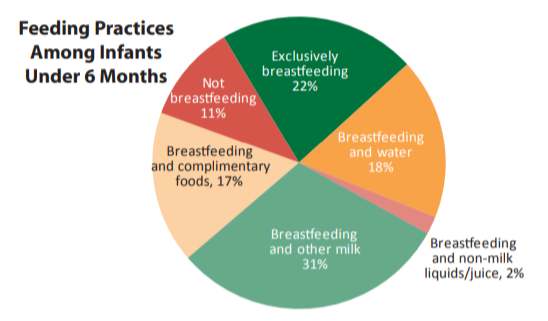 Feeding Practices
Among Infants
Under 6 Months
Exclusively
breastfeeding
22%
Breastfeeding
and water
18%
Breastfeeding
and non-milk
liquids/juice, 2%
Breastfeeding
and other milk
31%
Breastfeeding
and complimentary
foods, 17%
Not
breastfeeding
11%